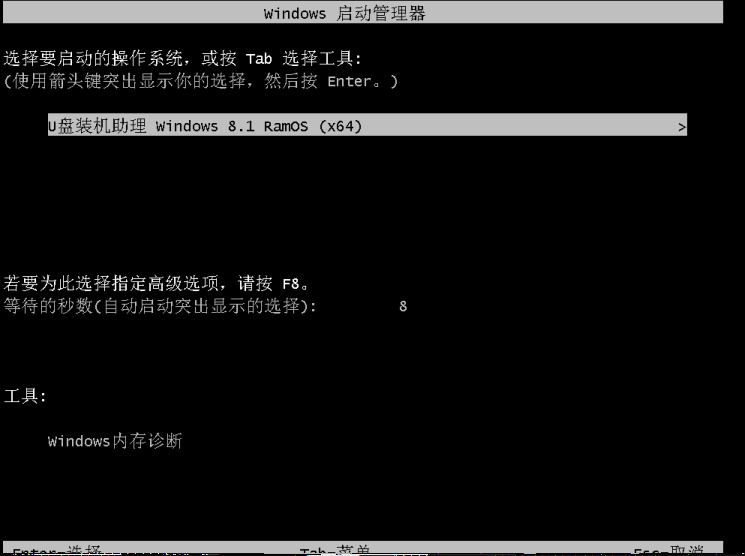 Windows 启动管理器
选择要启动的操作系统，或按 Tab 选择工具:
(使用箭头键突出显示你的选择，然后按 Enter。)
U盘装机助理 Windows 8.1 RamOS (x64) >
若要为此选择指定高级选项，请按 F8。
等待的秒数(自动启动突出显示的选择): 8
工具:
Windows内存诊断
Enter=选择 Tab=菜单 Esc=取消